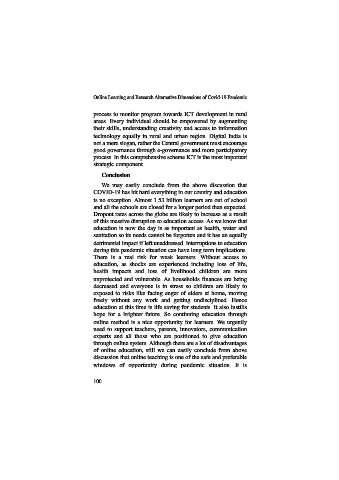 Online Learning and Research Alternative Dimensions of Covid-19 Pandemic
process to monitor program towards ICT development in rural
areas. Every individual should be empowered by augmenting
their skills, understanding creativity and access to information
technology equally in rural and urban region. Digital India is
not a mere slogan, rather the Central government must encourage
good governance through e-governance and more participatory
process. In this comprehensive scheme ICT is the most important
strategic component.
Conclusion
We may easily conclude from the above discussion that
COVID-19 has hit hard everything in our country and education
is no exception. Almost 1.53 billion learners are out of school
and all the schools are closed for a longer period than expected.
Dropout rates across the globe are likely to increase as a result
of this massive disruption to education access. As we know that
education is now the day is as important as health, water and
sanitation so its needs cannot be forgotten and it has an equally
detrimental impact if left unaddressed. Interruptions to education
during this pandemic situation can have long term implications.
There is a real risk for weak learners. Without access to
education, as shocks are experienced including loss of life,
health impacts and loss of livelihood children are more
unprotected and vulnerable. As households finances are being
decreased and everyone is in stress so children are likely to
exposed to risks like facing anger of elders at home, moving
freely without any work and getting undisciplined. Hence
education at this time is life saving for students. It also instills
hope for a brighter future. So continuing education through
online method is a nice opportunity for learners. We urgently
need to support teachers, parents, innovators, communication
experts and all those who are positioned to give education
through online system. Although there are a lot of disadvantages
of online education, still we can easily conclude from above
discussion that online teaching is one of the safe and preferable
windows of opportunity during pandemic situation. It is
100